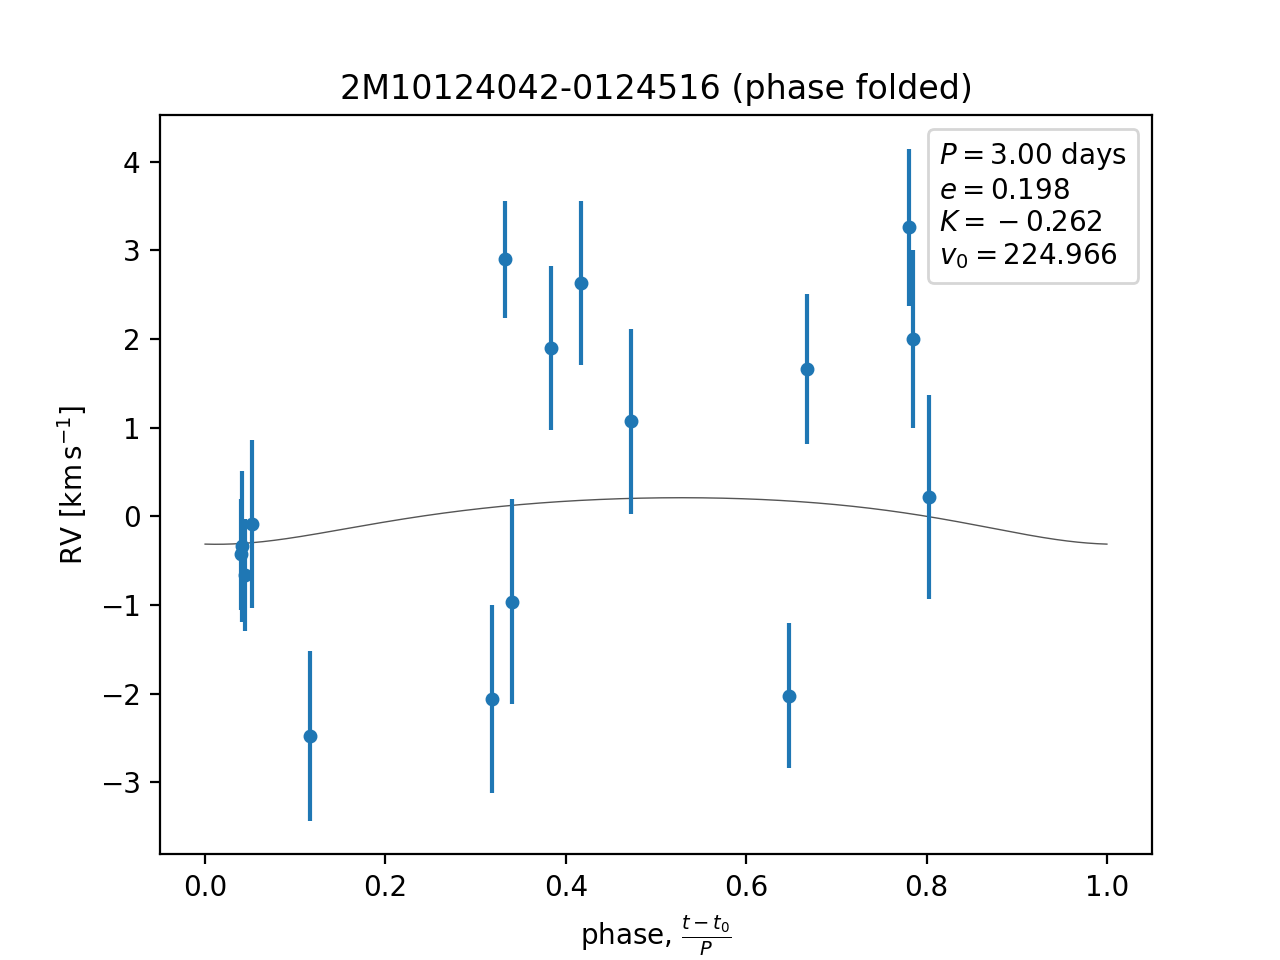 2M10124042-0124516 (phase folded)
P = 3.00 days
e = 0.198
K = −0.262
v₀ = 224.966
4
3
2
1
0
−1
−2
−3
RV [km s⁻¹]
0.0 0.2 0.4 0.6 0.8 1.0
phase, (t − t₀)/P